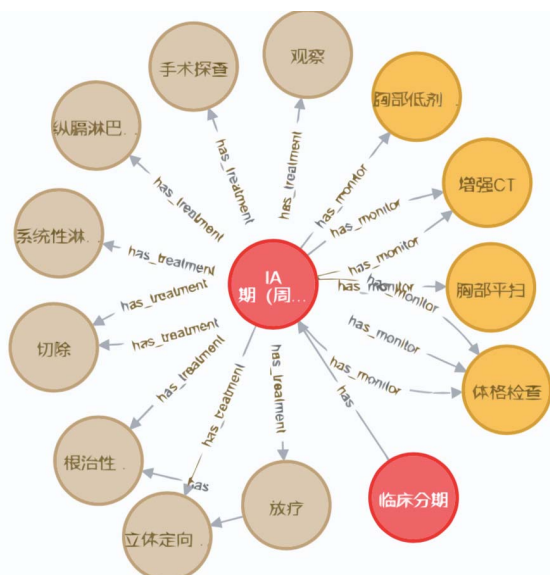 观察
手术探查
胸部低剂...
纵膈淋巴...
has_treatment
has_treatment
has_treatment
has_monitor
增强CT
has_monitor
系统性淋...
has_treatment
has_monitor
IA
期（周...
胸部平扫
has_monitor
has_monitor
has_treatment
切除
has_treatment
has_monitor
体格检查
has_monitor
has_treatment
has_treatment
has_treatment
has
根治性...
has
放疗
临床分期
立体定向...